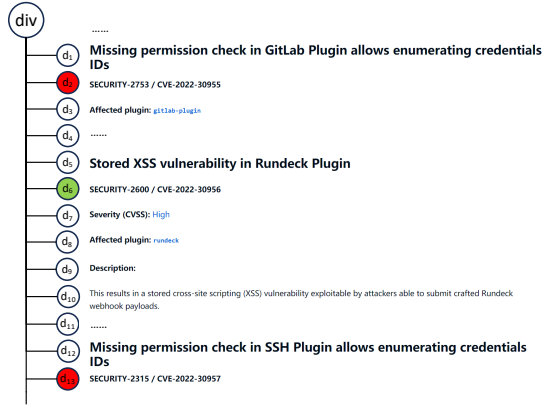 div
......
d1 Missing permission check in GitLab Plugin allows enumerating credentials
IDs
d2 SECURITY-2753 / CVE-2022-30955
d3 Affected plugin: gitlab-plugin
d4 ......
d5 Stored XSS vulnerability in Rundeck Plugin
d6 SECURITY-2600 / CVE-2022-30956
d7 Severity (CVSS): High
d8 Affected plugin: rundeck
d9 Description:
d10 This results in a stored cross-site scripting (XSS) vulnerability exploitable by attackers able to submit crafted Rundeck
webhook payloads.
d11 ......
d12 Missing permission check in SSH Plugin allows enumerating credentials
IDs
d13 SECURITY-2315 / CVE-2022-30957